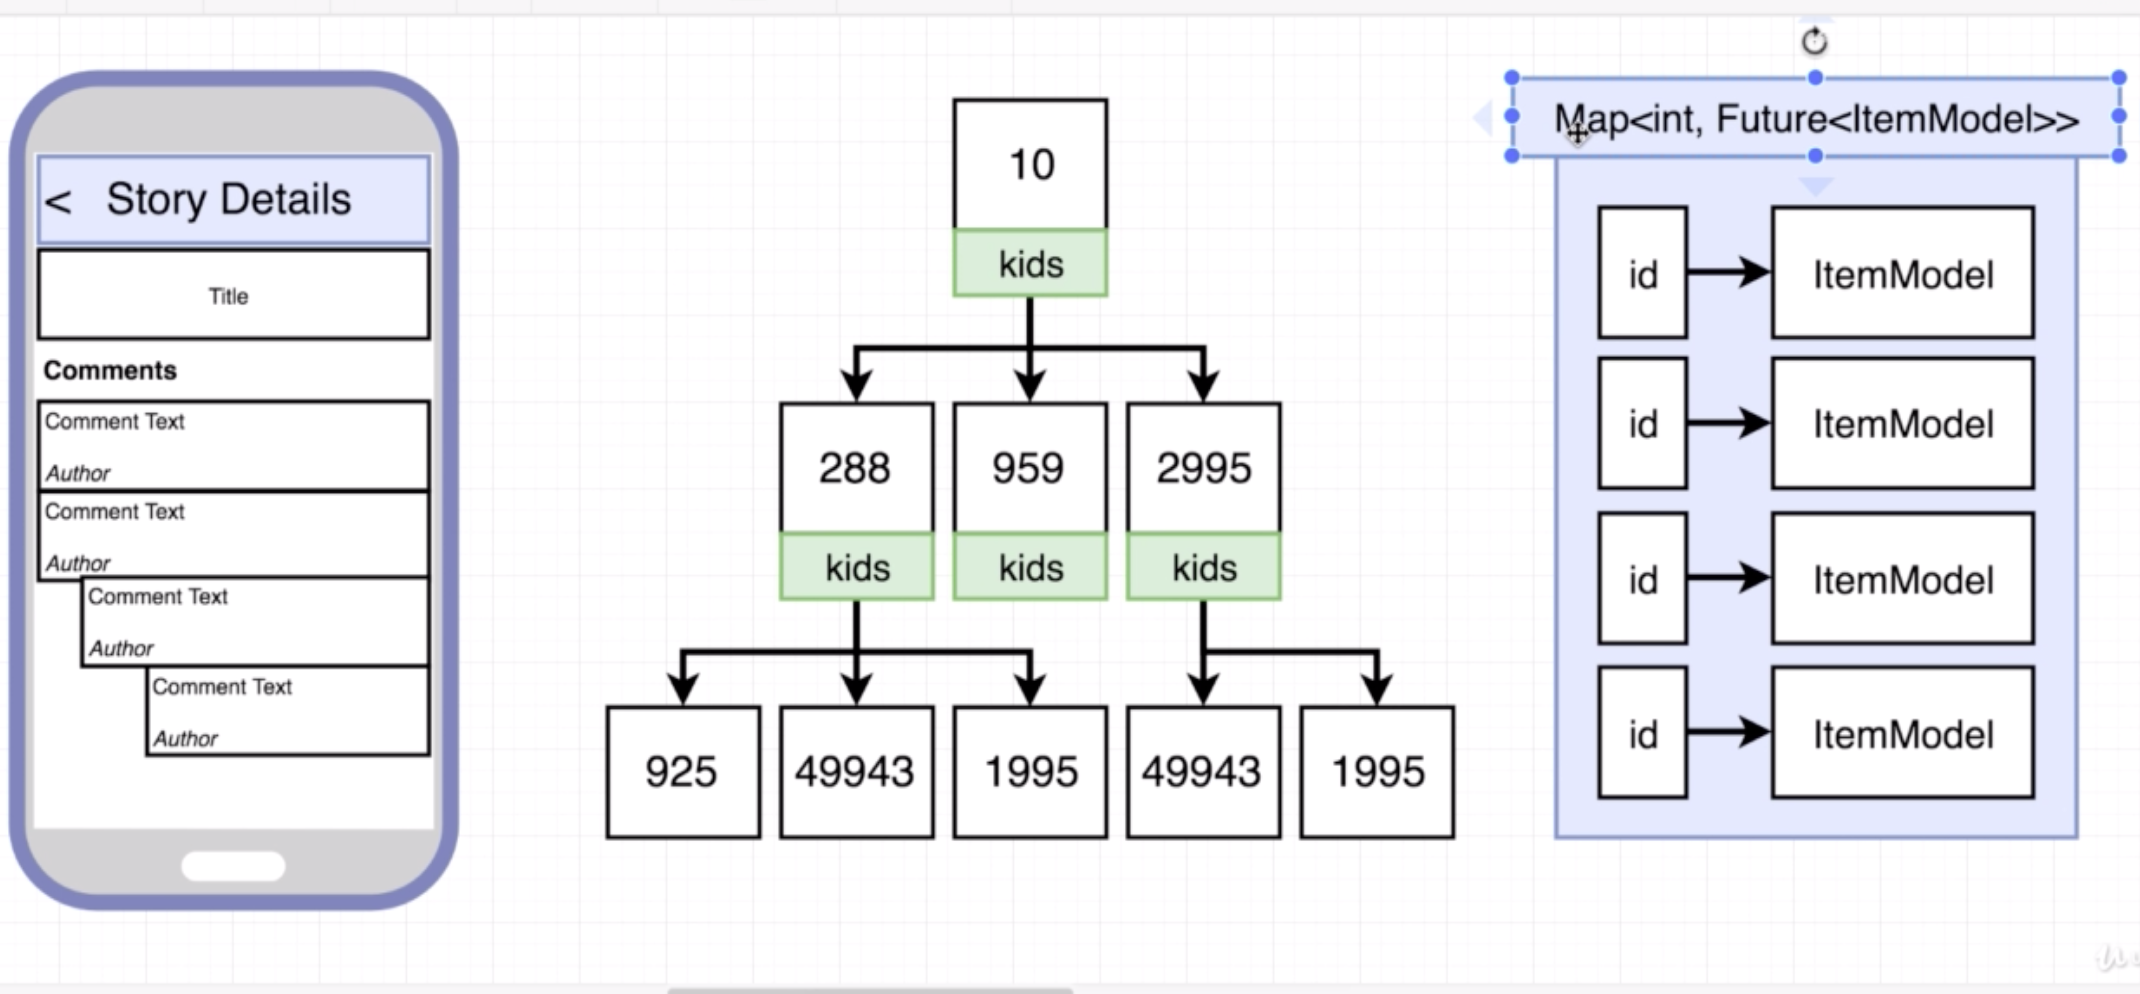 < Story Details
Title
Comments
Comment Text
Author
Comment Text
Author
Comment Text
Author
Comment Text
Author
10
kids
288
959
2995
kids
kids
kids
925
49943
1995
49943
1995
Map<int, Future<ItemModel>>
id
ItemModel
id
ItemModel
id
ItemModel
id
ItemModel